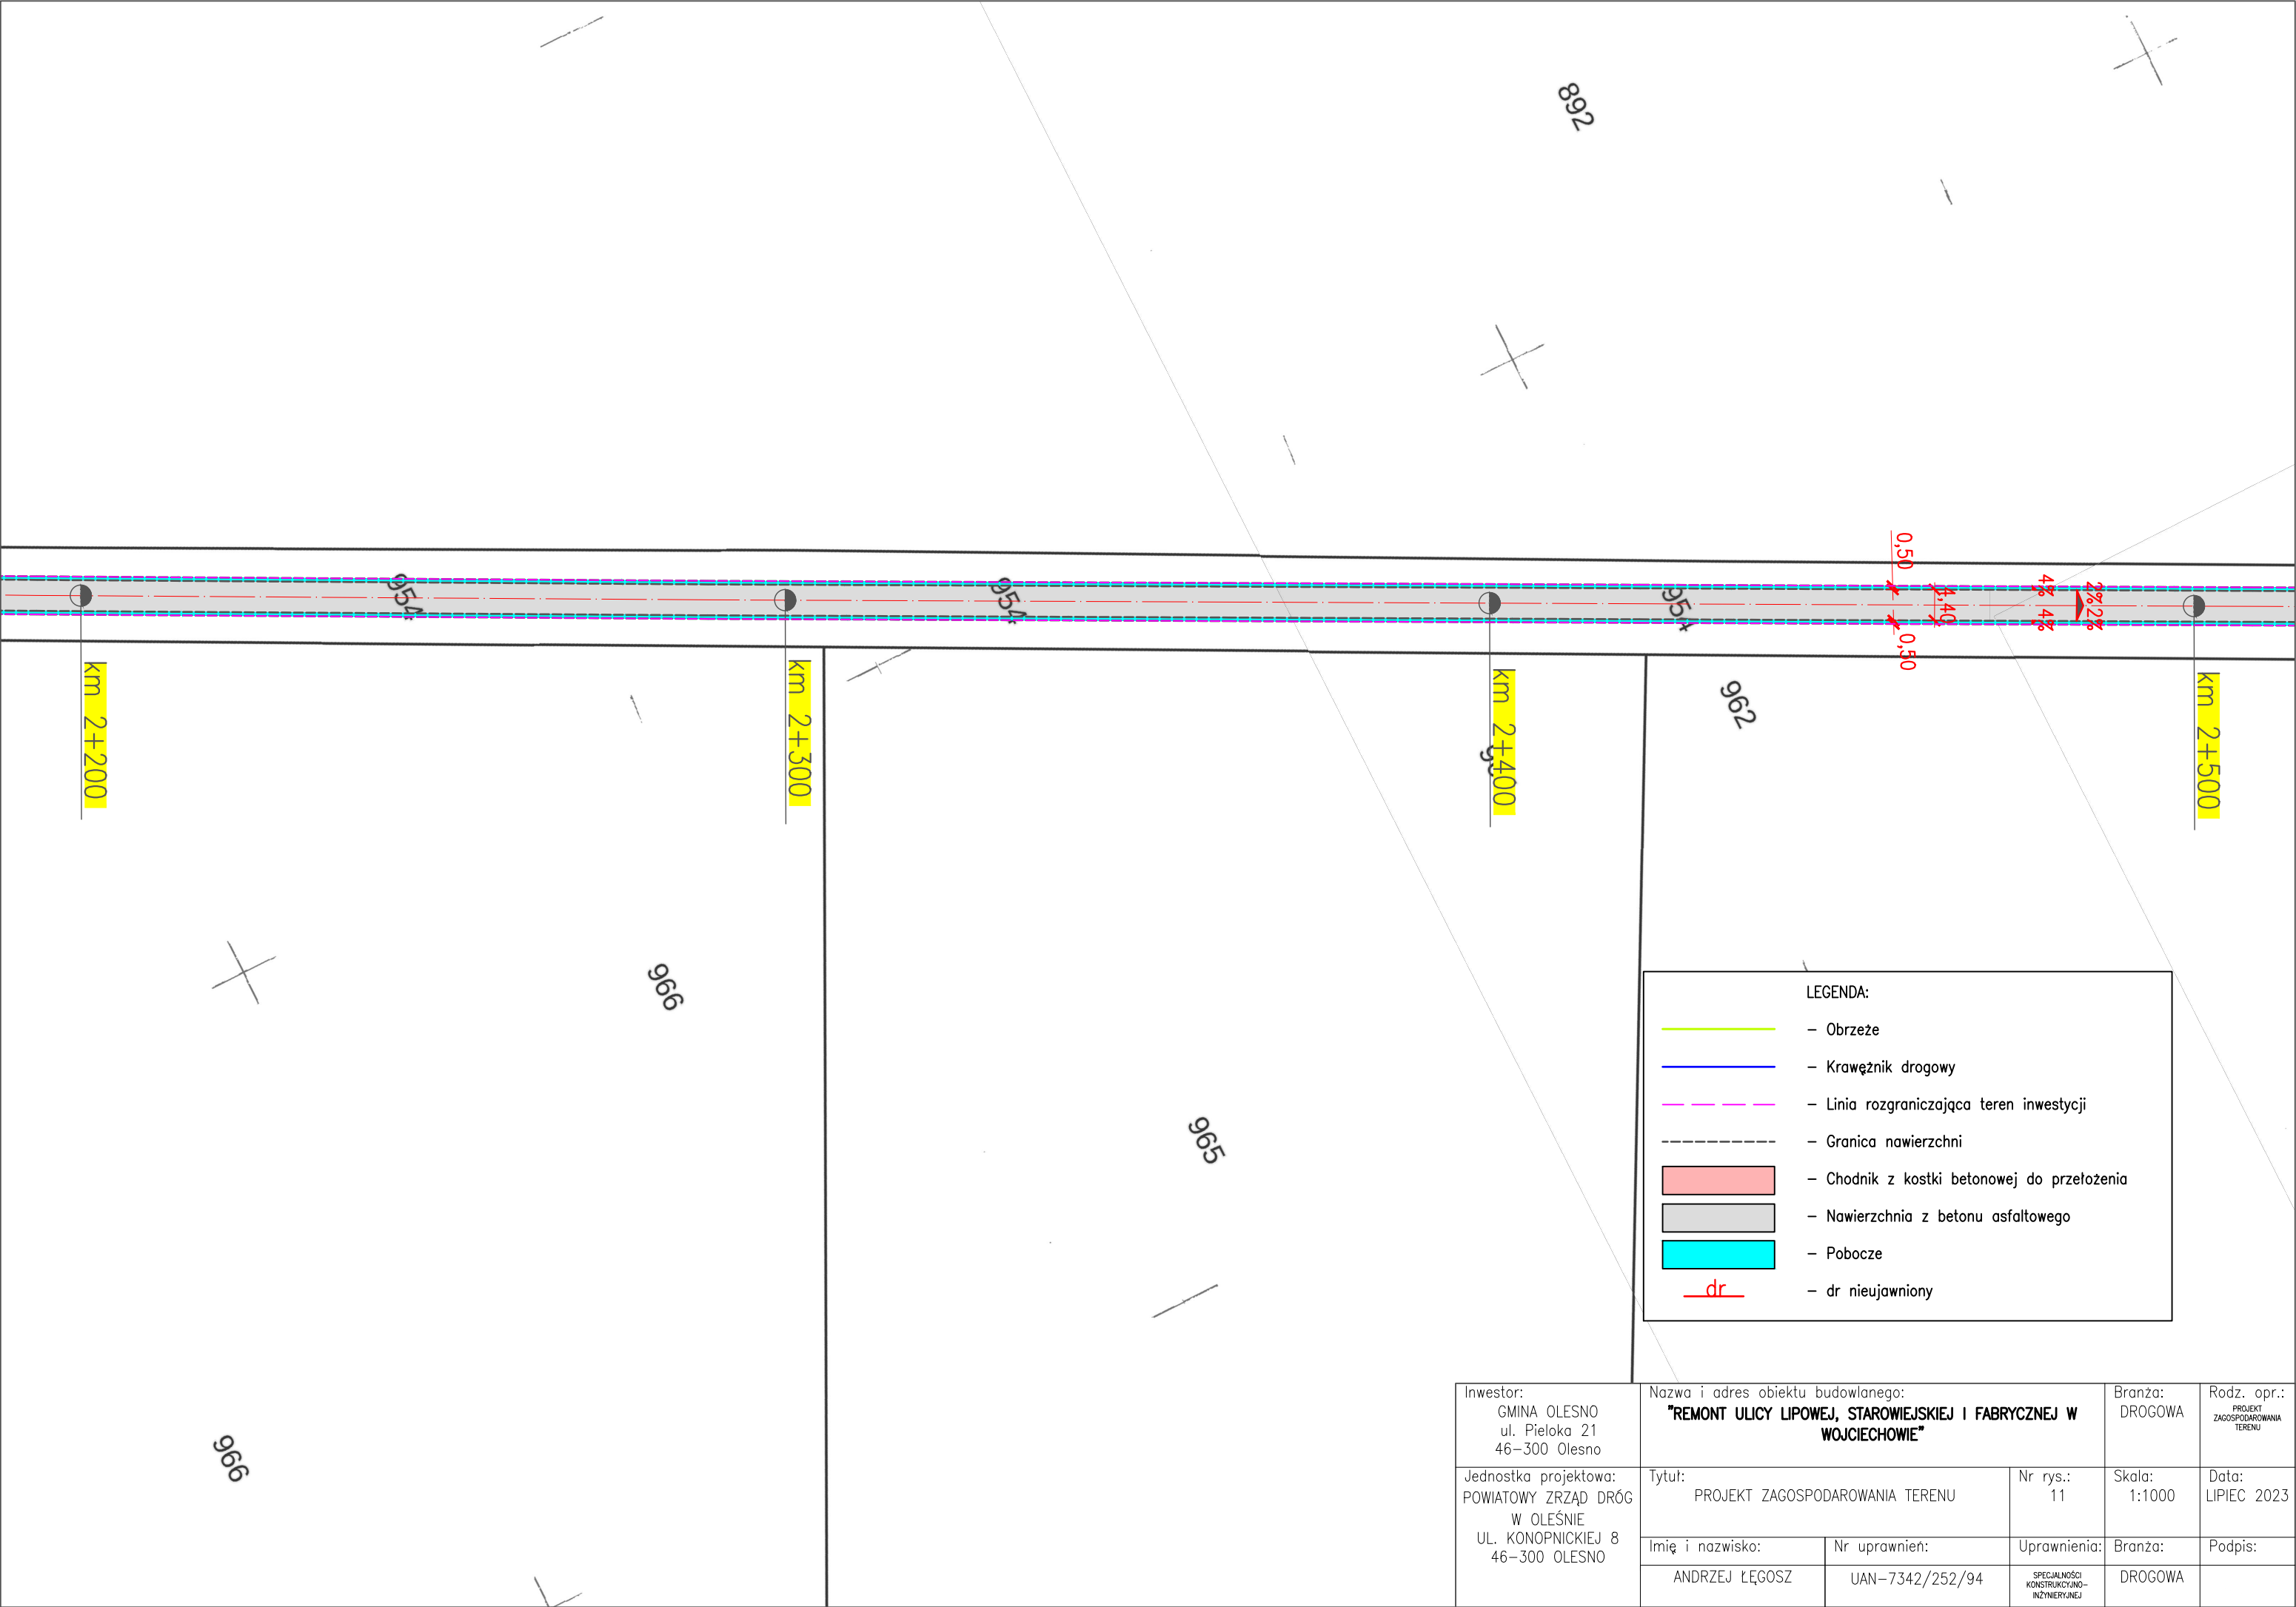 892
0,50
4% 4%
2% 2%
2% 2%
4,40
0,50
954
954
954
km 2+200
km 2+300
km 2+400
km 2+500
962
966
965
966
LEGENDA:
- Obrzeże
- Krawężnik drogowy
- Linia rozgraniczająca teren inwestycji
- Granica nawierzchni
- Chodnik z kostki betonowej do przełożenia
- Nawierzchnia z betonu asfaltowego
- Pobocze
dr - dr nieujawniony
Inwestor:
GMINA OLESNO
ul. Pieloka 21
46-300 Olesno
Nazwa i adres obiektu budowlanego:
"REMONT ULICY LIPOWEJ, STAROWIEJSKIEJ I FABRYCZNEJ W
WOJCIECHOWIE"
Branża:
DROGOWA
Rodz. opr.:
PROJEKT
ZAGOSPODAROWANIA
TERENU
Jednostka projektowa:
POWIATOWY ZRZĄD DRÓG
W OLEŚNIE
UL. KONOPNICKIEJ 8
46-300 OLESNO
Tytuł:
PROJEKT ZAGOSPODAROWANIA TERENU
Nr rys.:
11
Skala:
1:1000
Data:
LIPIEC 2023
Imię i nazwisko:
ANDRZEJ ŁĘGOSZ
Nr uprawnień:
UAN-7342/252/94
Uprawnienia:
SPECJALNOŚCI
KONSTRUKCYJNO-
INŻYNIERYJNEJ
Branża:
DROGOWA
Podpis: